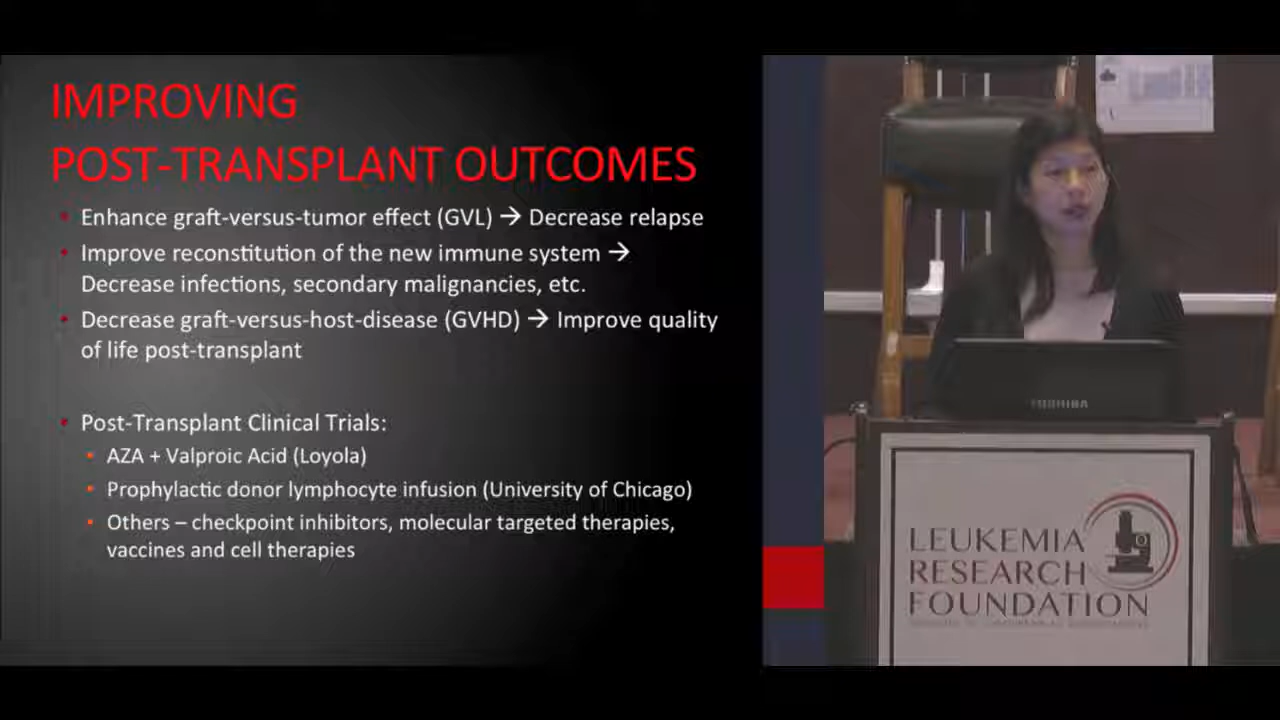 IMPROVING
POST-TRANSPLANT OUTCOMES
• Enhance graft-versus-tumor effect (GVL) → Decrease relapse
• Improve reconstitution of the new immune system →
Decrease infections, secondary malignancies, etc.
• Decrease graft-versus-host-disease (GVHD) → Improve quality
of life post-transplant
• Post-Transplant Clinical Trials:
• AZA + Valproic Acid (Loyola)
• Prophylactic donor lymphocyte infusion (University of Chicago)
• Others – checkpoint inhibitors, molecular targeted therapies,
vaccines and cell therapies
TOSHIBA
LEUKEMIA
RESEARCH
FOUNDATION